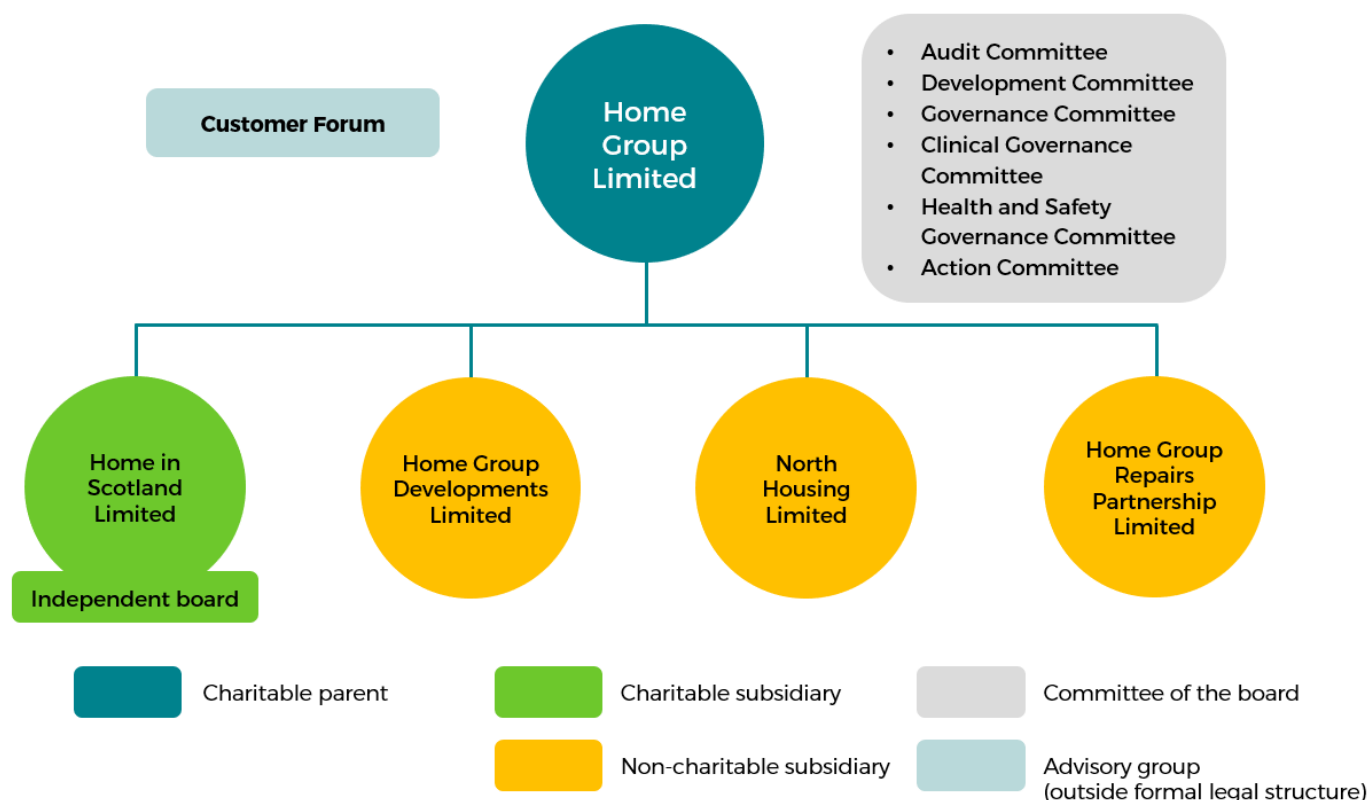 Customer Forum
Home
Group
Limited
• Audit Committee
• Development Committee
• Governance Committee
• Clinical Governance
Committee
• Health and Safety
Governance Committee
• Action Committee
Home in
Scotland
Limited
Independent board
Home Group
Developments
Limited
North
Housing
Limited
Home Group
Repairs
Partnership
Limited
Charitable parent
Charitable subsidiary
Committee of the board
Non-charitable subsidiary
Advisory group
(outside formal legal structure)